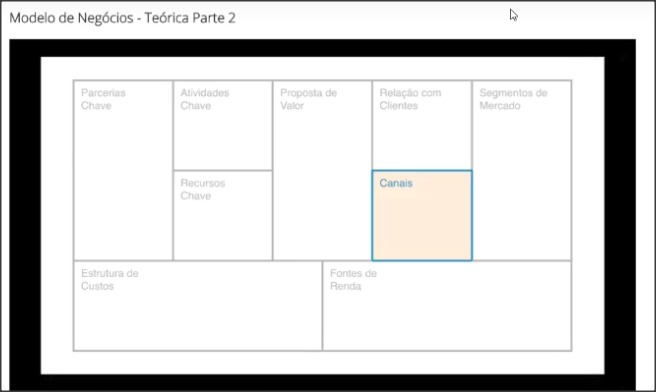 Modelo de Negócios - Teórica Parte 2
Parcerias
Chave
Atividades
Chave
Recursos
Chave
Proposta de
Valor
Relação com
Clientes
Canais
Segmentos de
Mercado
Estrutura de
Custos
Fontes de
Renda